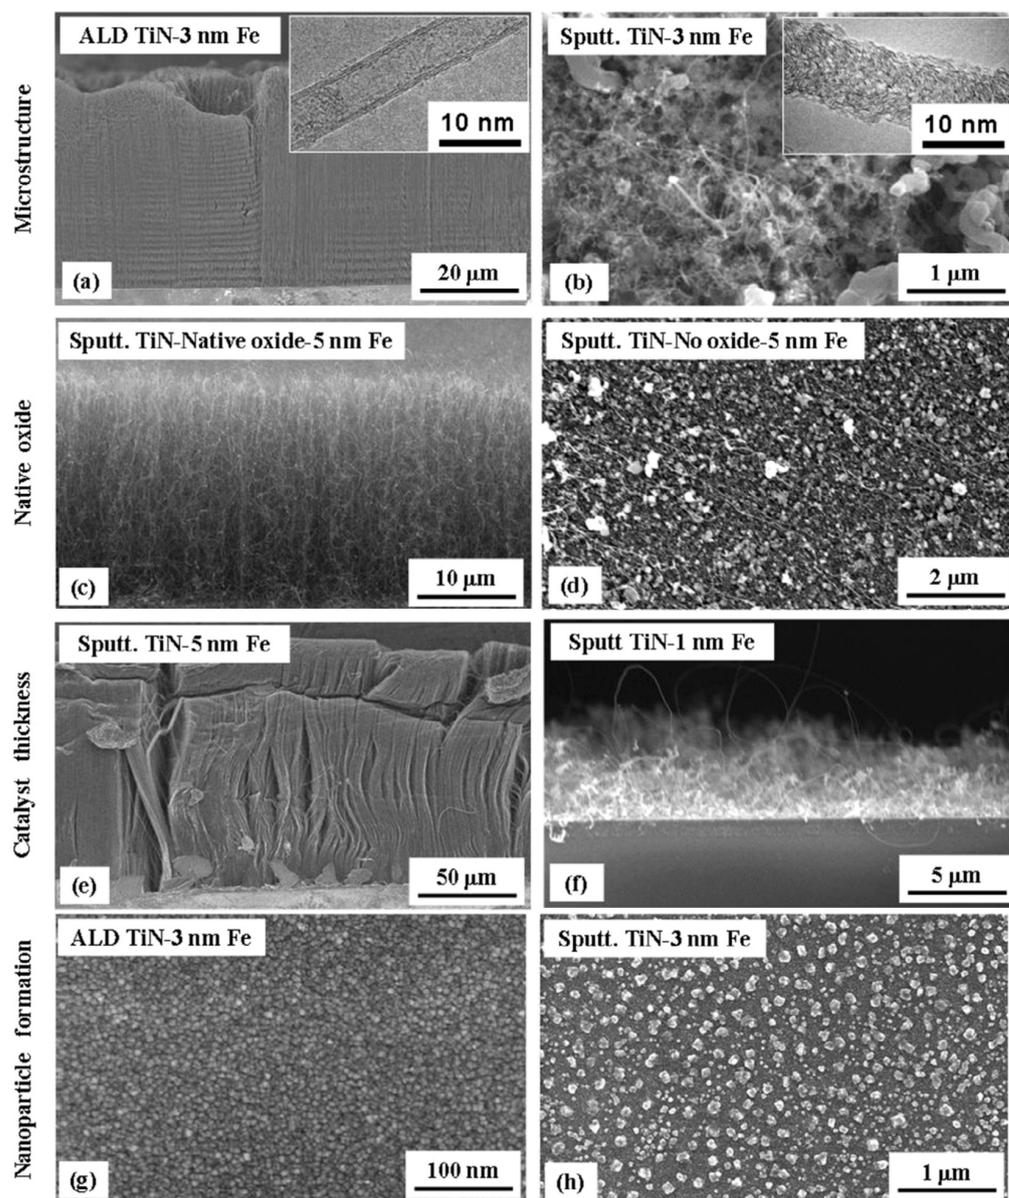 Microstructure
ALD TiN-3 nm Fe
10 nm
(a)
20 μm
Sputt. TiN-3 nm Fe
10 nm
(b)
1 μm
Native oxide
Sputt. TiN-Native oxide-5 nm Fe
(c)
10 μm
Sputt. TiN-No oxide-5 nm Fe
(d)
2 μm
Catalyst thickness
Sputt. TiN-5 nm Fe
(e)
50 μm
Sputt TiN-1 nm Fe
(f)
5 μm
Nanoparticle formation
ALD TiN-3 nm Fe
(g)
100 nm
Sputt. TiN-3 nm Fe
(h)
1 μm